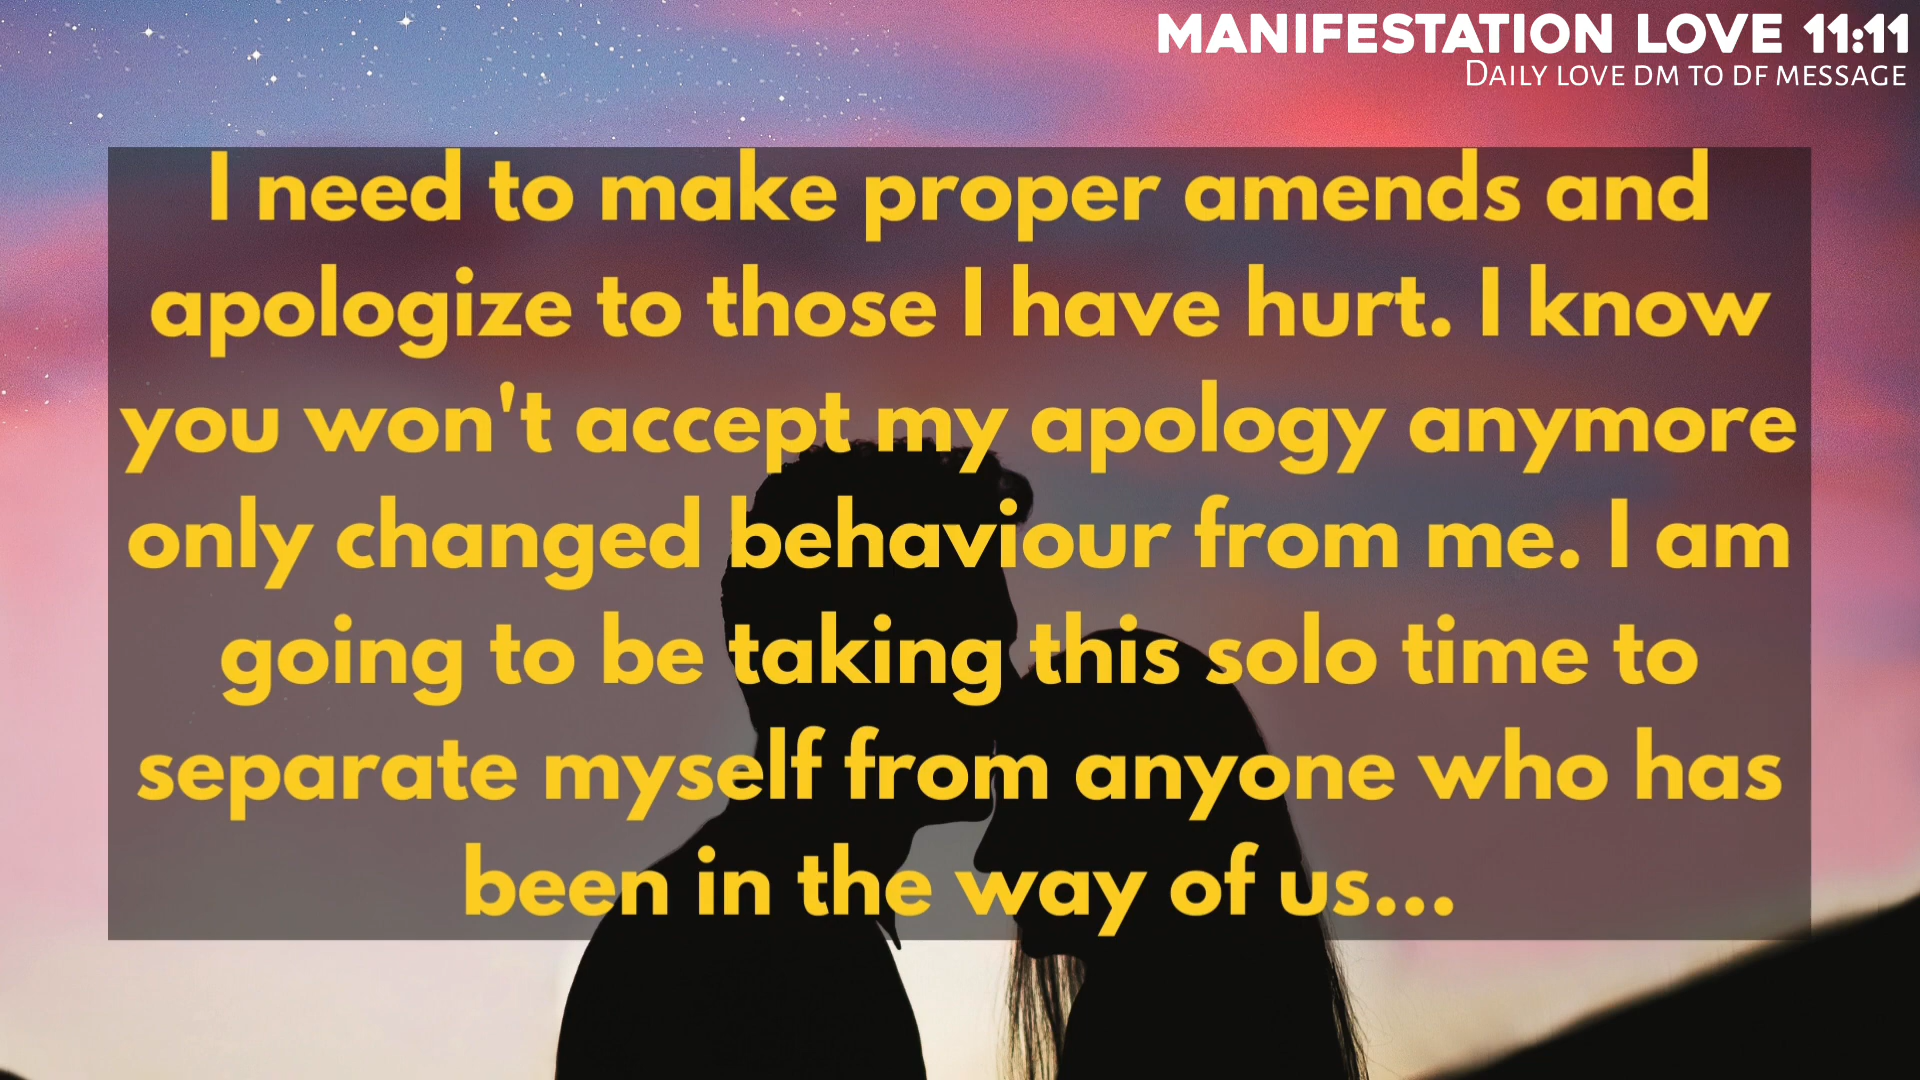 MANIFESTATION LOVE 11:11
DAILY LOVE DM TO DF MESSAGE
I need to make proper amends and
apologize to those I have hurt. I know
you won't accept my apology anymore
only changed behaviour from me. I am
going to be taking this solo time to
separate myself from anyone who has
been in the way of us...